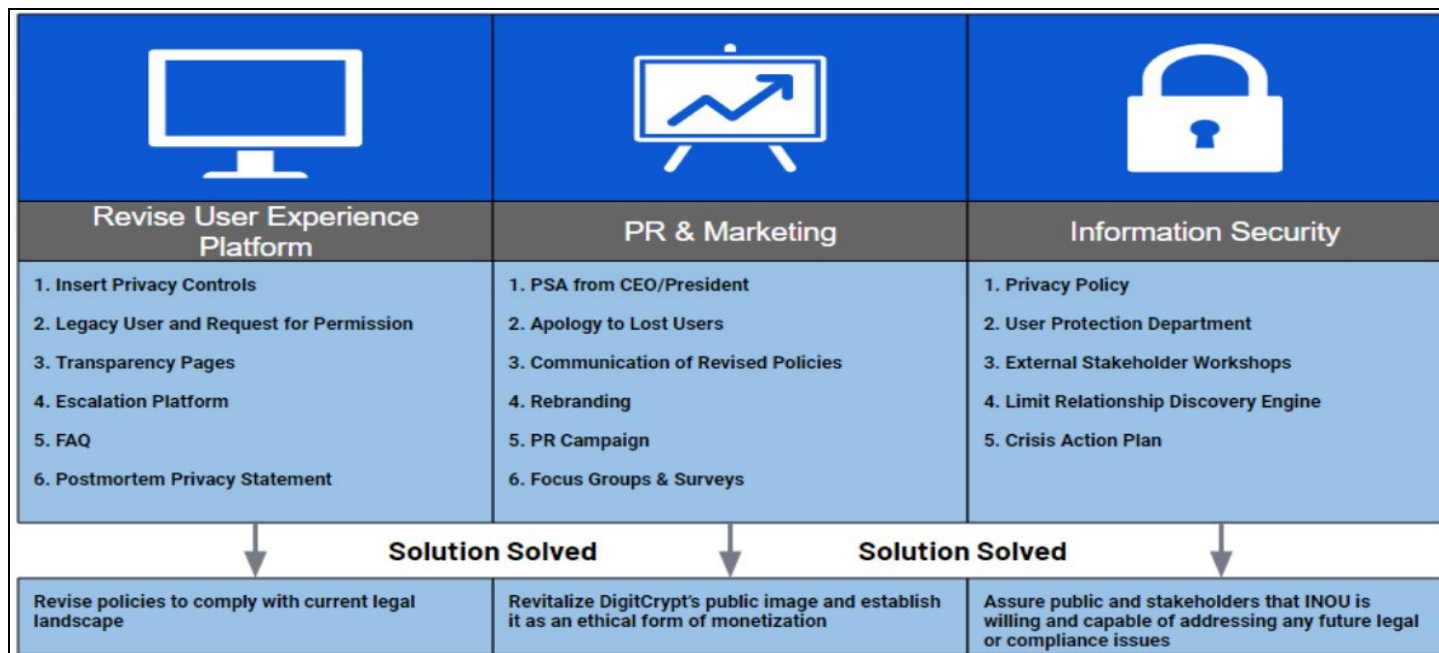 Revise User Experience
Platform
PR & Marketing
Information Security
1. Insert Privacy Controls
2. Legacy User and Request for Permission
3. Transparency Pages
4. Escalation Platform
5. FAQ
6. Postmortem Privacy Statement
1. PSA from CEO/President
2. Apology to Lost Users
3. Communication of Revised Policies
4. Rebranding
5. PR Campaign
6. Focus Groups & Surveys
1. Privacy Policy
2. User Protection Department
3. External Stakeholder Workshops
4. Limit Relationship Discovery Engine
5. Crisis Action Plan
Solution Solved
Solution Solved
Revise policies to comply with current legal
landscape
Revitalize DigitCrypt's public image and establish
it as an ethical form of monetization
Assure public and stakeholders that INOU is
willing and capable of addressing any future legal
or compliance issues